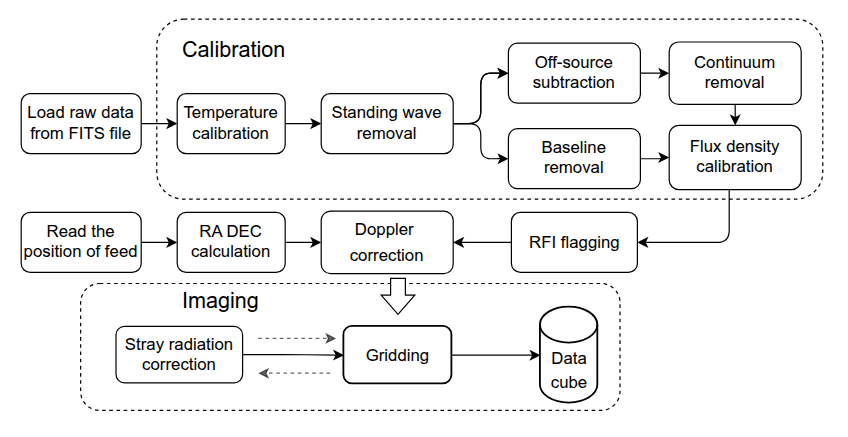 Calibration
Load raw data
from FITS file
Temperature
calibration
Standing wave
removal
Off-source
subtraction
Continuum
removal
Baseline
removal
Flux density
calibration
Read the
position of feed
RA DEC
calculation
Doppler
correction
RFI flagging
Imaging
Stray radiation
correction
Gridding
Data
cube